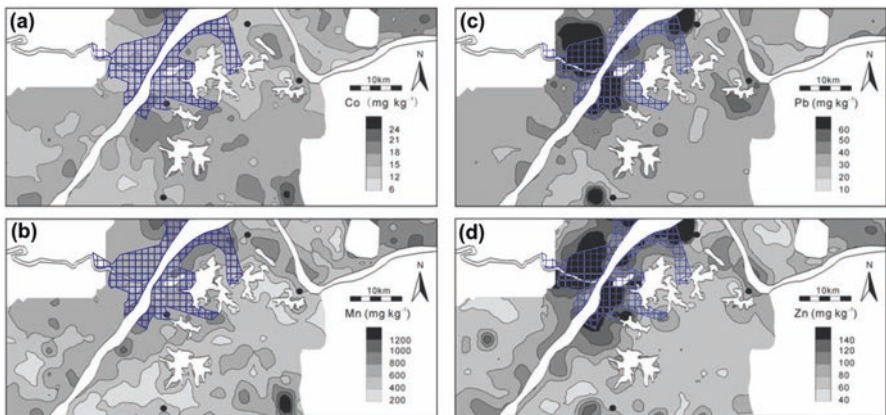 (a)
N
10km
Co (mg kg⁻¹)
24
21
18
15
12
6
(c)
N
10km
Pb (mg kg⁻¹)
60
50
40
30
20
10
(b)
N
10km
Mn (mg kg⁻¹)
1200
1000
800
600
400
200
(d)
N
10km
Zn (mg kg⁻¹)
140
120
100
80
60
40